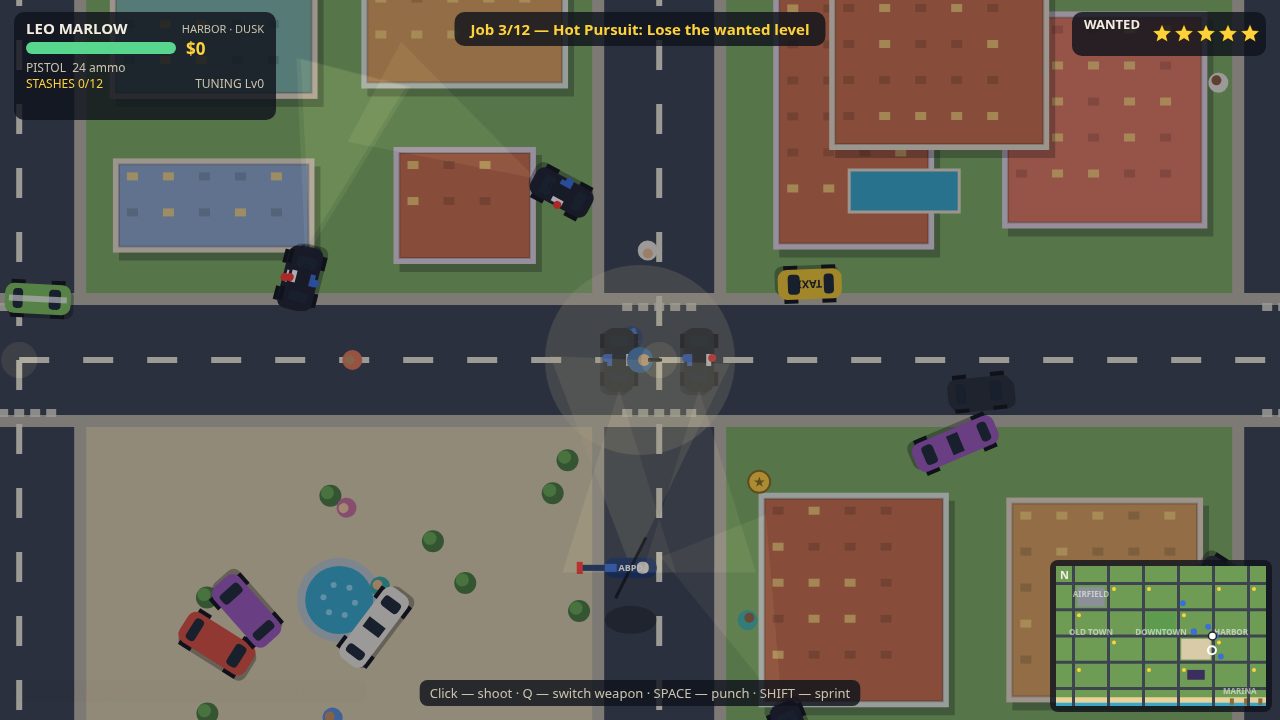 LEO MARLOW
HARBOR · DUSK
$0
PISTOL 24 ammo
STASHES 0/12
TUNING Lv0
Job 3/12 — Hot Pursuit: Lose the wanted level
WANTED
TAXI
Click — shoot · Q — switch weapon · SPACE — punch · SHIFT — sprint
N
AIRFIELD
OLD TOWN
DOWNTOWN
HARBOR
MARINA